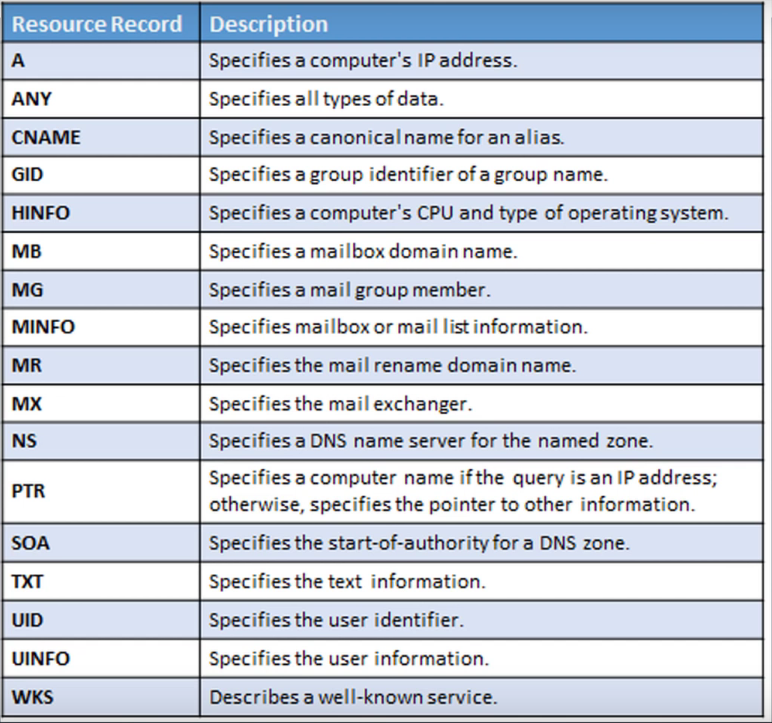 Resource Record Description
A Specifies a computer's IP address.
ANY Specifies all types of data.
CNAME Specifies a canonical name for an alias.
GID Specifies a group identifier of a group name.
HINFO Specifies a computer's CPU and type of operating system.
MB Specifies a mailbox domain name.
MG Specifies a mail group member.
MINFO Specifies mailbox or mail list information.
MR Specifies the mail rename domain name.
MX Specifies the mail exchanger.
NS Specifies a DNS name server for the named zone.
PTR Specifies a computer name if the query is an IP address;
otherwise, specifies the pointer to other information.
SOA Specifies the start-of-authority for a DNS zone.
TXT Specifies the text information.
UID Specifies the user identifier.
UINFO Specifies the user information.
WKS Describes a well-known service.